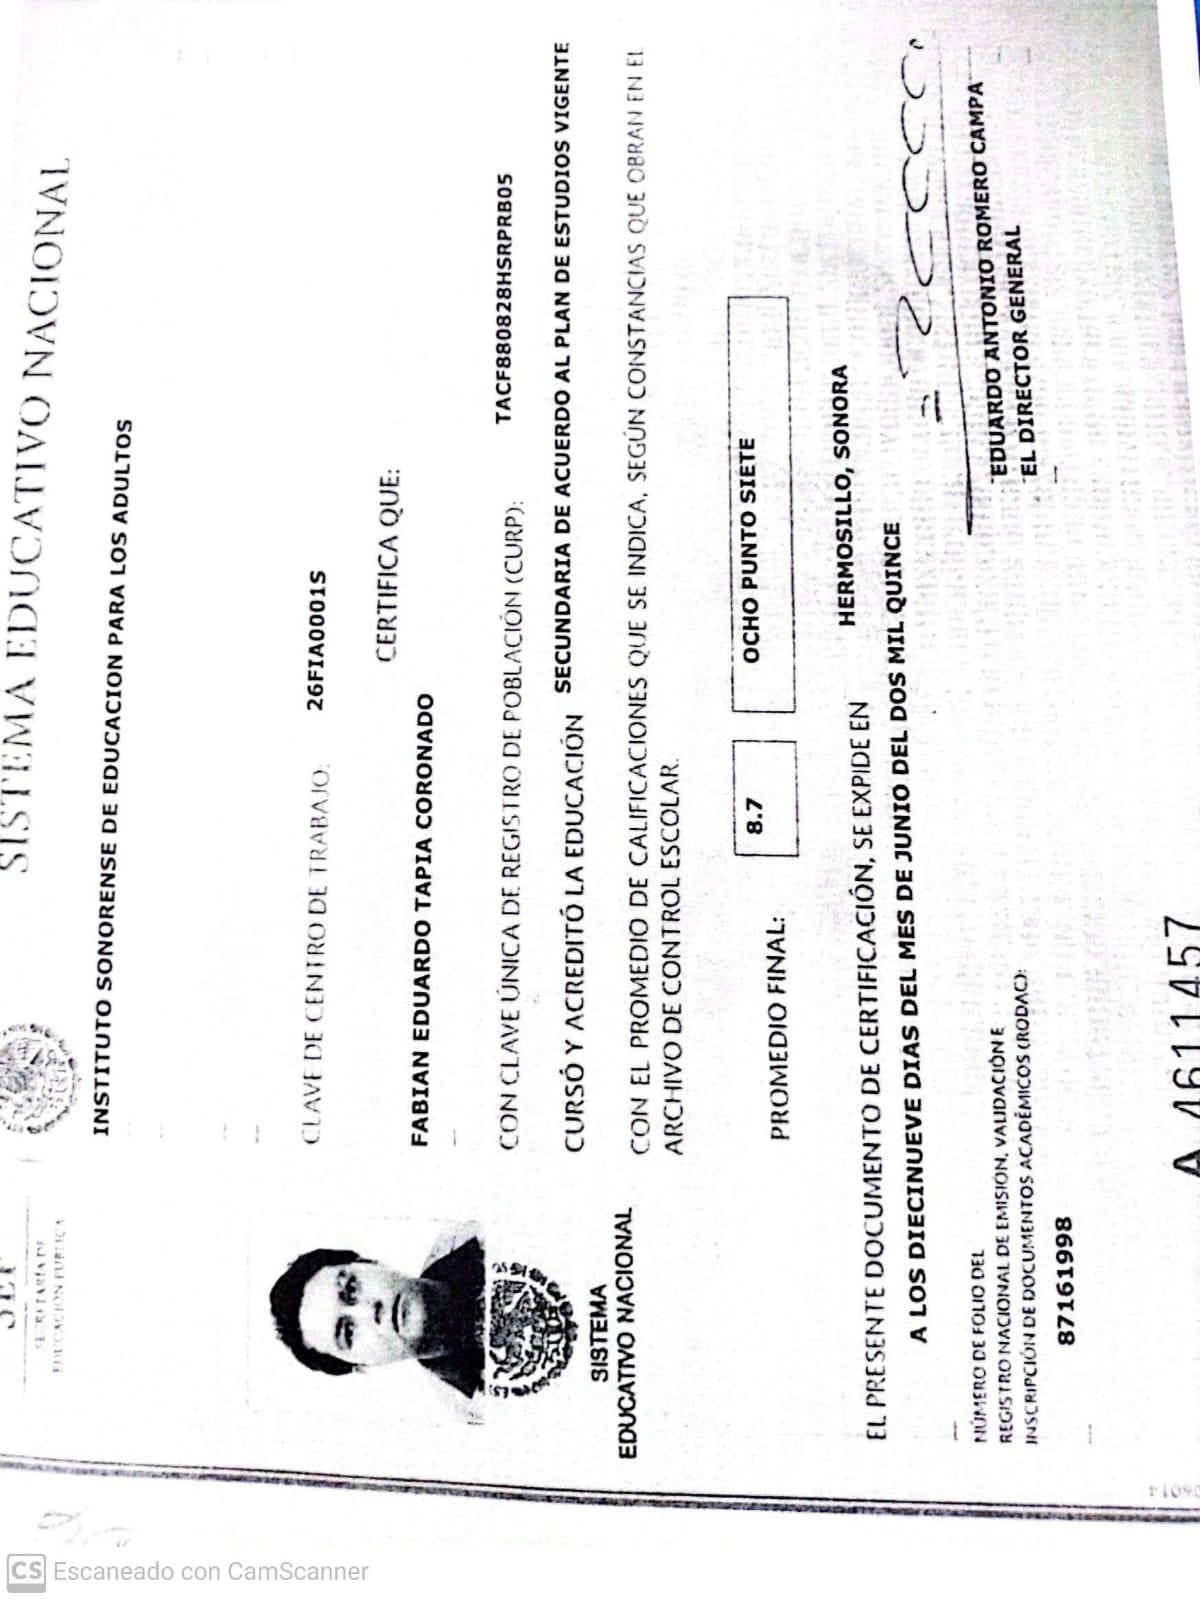 SEP
SECRETARÍA DE
EDUCACIÓN PÚBLICA
SISTEMA EDUCATIVO NACIONAL
INSTITUTO SONORENSE DE EDUCACION PARA LOS ADULTOS
CLAVE DE CENTRO DE TRABAJO: 26FIA0001S
CERTIFICA QUE:
FABIAN EDUARDO TAPIA CORONADO
CON CLAVE ÚNICA DE REGISTRO DE POBLACIÓN (CURP): TACF880828HSRPRB05
CURSÓ Y ACREDITÓ LA EDUCACIÓN SECUNDARIA DE ACUERDO AL PLAN DE ESTUDIOS VIGENTE
CON EL PROMEDIO DE CALIFICACIONES QUE SE INDICA, SEGÚN CONSTANCIAS QUE OBRAN EN EL
ARCHIVO DE CONTROL ESCOLAR.
SISTEMA
EDUCATIVO NACIONAL
PROMEDIO FINAL: 8.7 OCHO PUNTO SIETE
EL PRESENTE DOCUMENTO DE CERTIFICACIÓN, SE EXPIDE EN HERMOSILLO, SONORA
A LOS DIECINUEVE DIAS DEL MES DE JUNIO DEL DOS MIL QUINCE
NÚMERO DE FOLIO DEL
REGISTRO NACIONAL DE EMISIÓN, VALIDACIÓN E
INSCRIPCIÓN DE DOCUMENTOS ACADÉMICOS (RODAC):
87161998
EDUARDO ANTONIO ROMERO CAMPA
EL DIRECTOR GENERAL
A 4611457
CS Escaneado con CamScanner